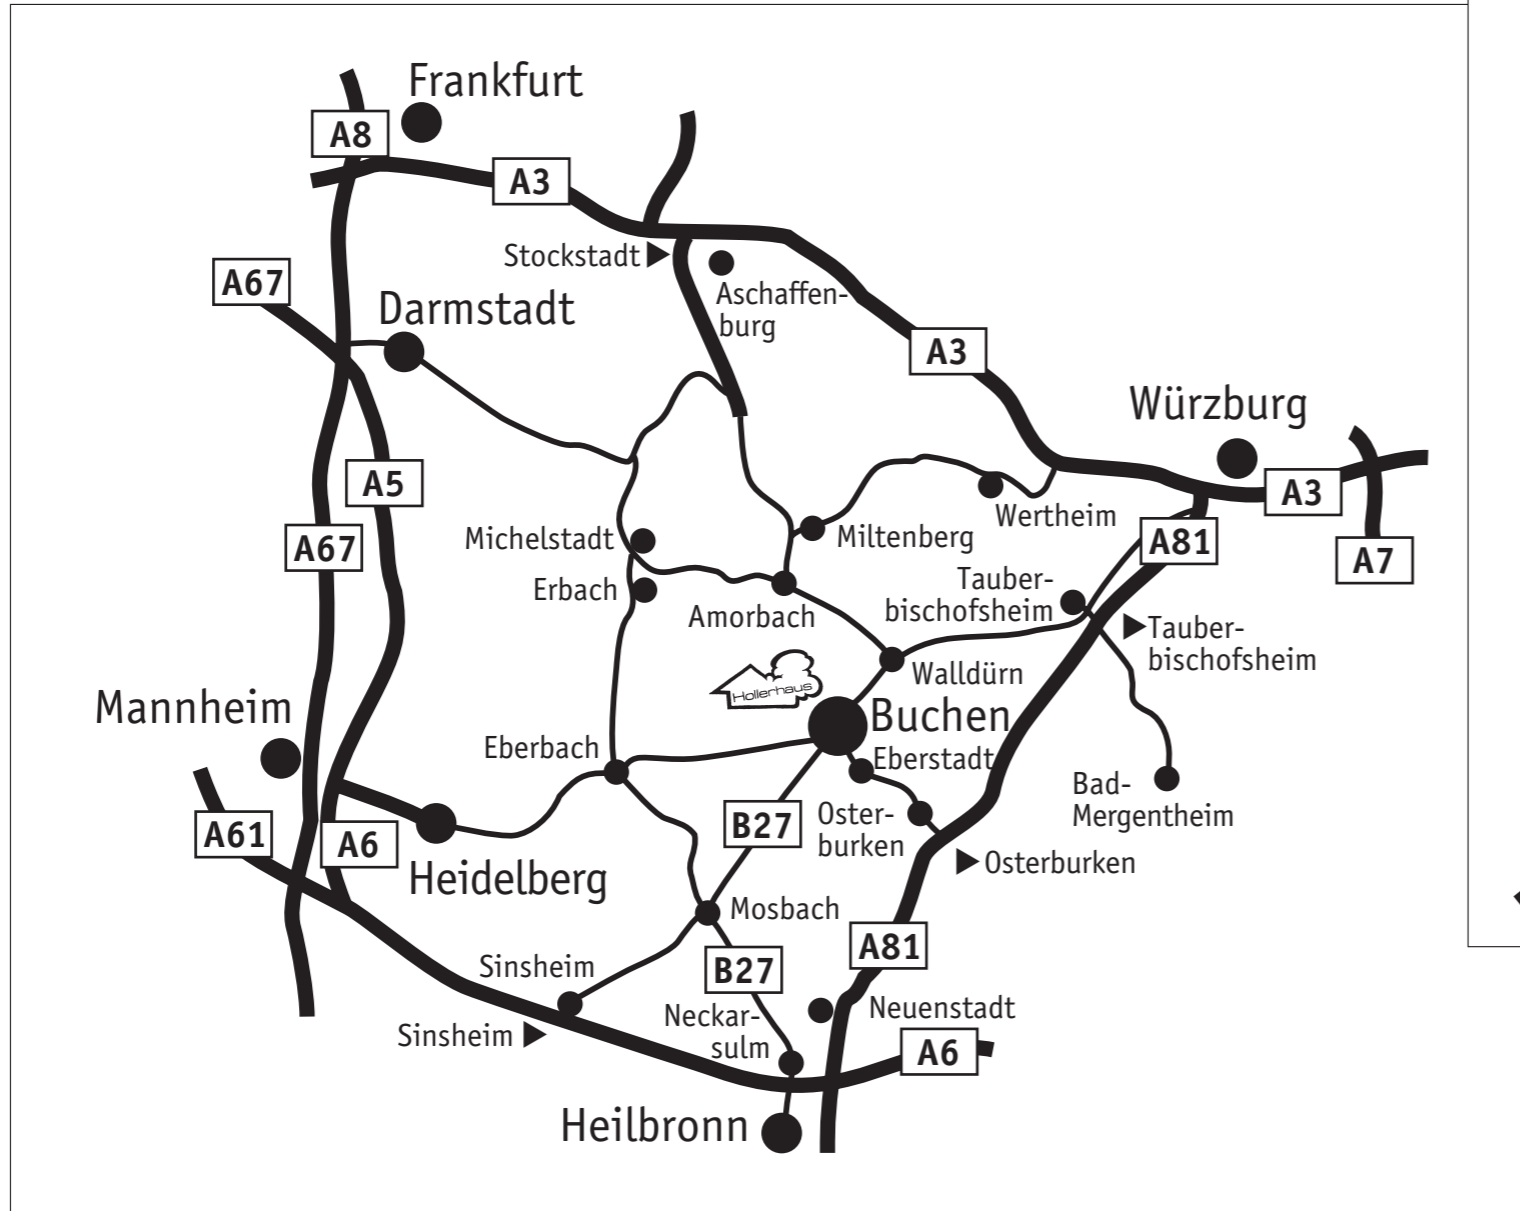 Frankfurt
A8
A3
Stockstadt
A67
Darmstadt
Aschaffen-
burg
A3
Würzburg
A5
A3
A67
Michelstadt
Miltenberg
Wertheim
A81
A7
Erbach
Amorbach
Tauber-
bischofsheim
Tauber-
bischofsheim
Walldürn
Hollerhaus
Mannheim
Buchen
Eberbach
Eberstadt
Bad-
Mergentheim
A61
A6
B27
Oster-
burken
Osterburken
Heidelberg
Mosbach
A81
Sinsheim
B27
Neckar-
sulm
Neuenstadt
Sinsheim
A6
Heilbronn